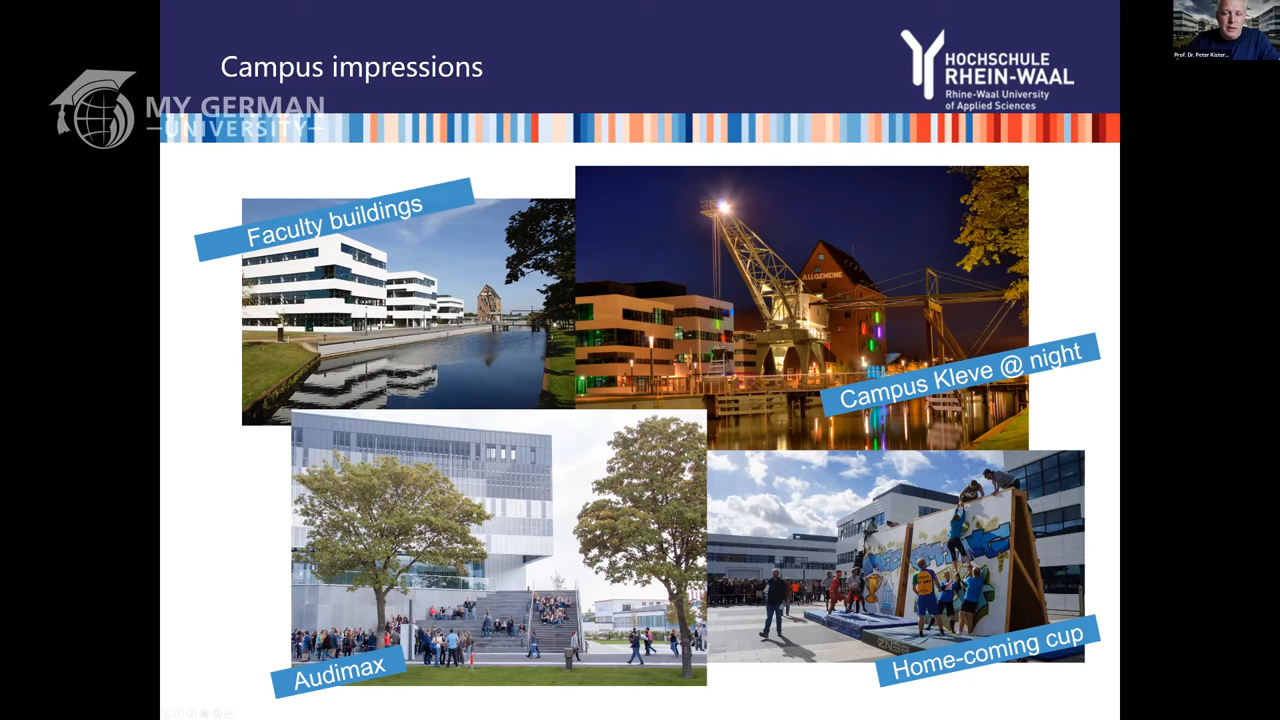 Campus impressions
HOCHSCHULE
RHEIN-WAAL
Rhine-Waal University
of Applied Sciences
MY GERMAN
UNIVERSITY
Prof. Dr. Peter Kister...
Faculty buildings
ALLGEMEINE
Campus Kleve @ night
Audimax
Home-coming cup